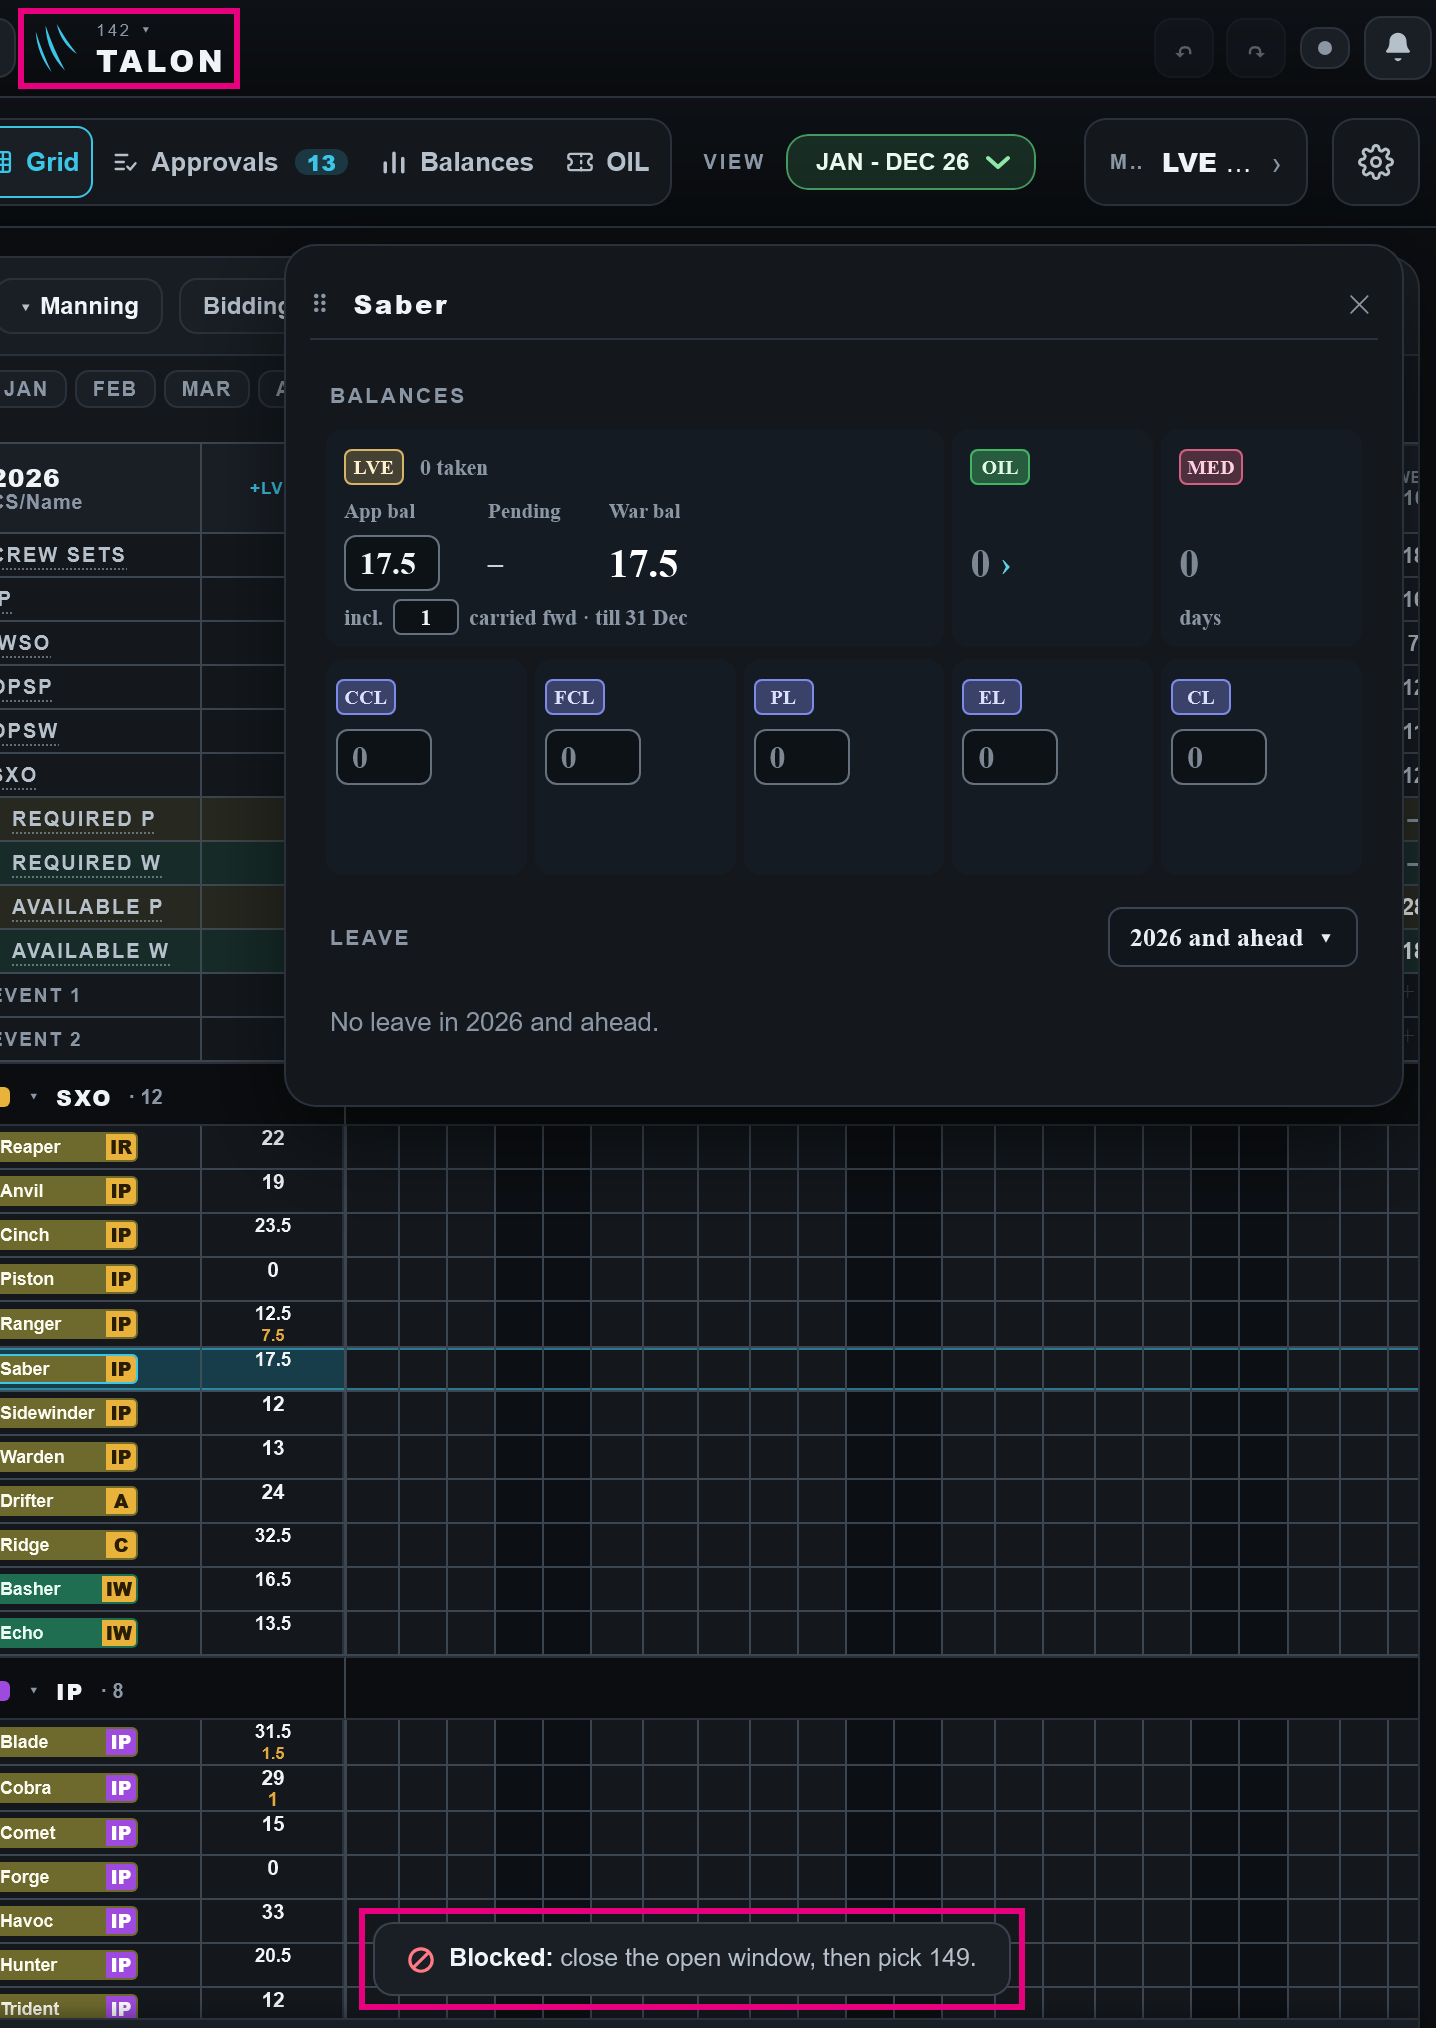 142 ▾
TALON
Grid
Approvals 13
Balances
OIL
VIEW
JAN - DEC 26
M.. LVE ... ›
▾ Manning
Bidding
JAN FEB MAR
Saber
BALANCES
LVE 0 taken
App bal Pending War bal
17.5 – 17.5
incl. 1 carried fwd · till 31 Dec
OIL
0 ›
MED
0
days
CCL FCL PL EL CL
0 0 0 0 0
LEAVE
2026 and ahead ▾
No leave in 2026 and ahead.
2026
CS/Name
+LV
CREW SETS
P
WSO
OPSP
OPSW
SXO
REQUIRED P
REQUIRED W
AVAILABLE P
AVAILABLE W
EVENT 1
EVENT 2
▾ SXO · 12
Reaper IR 22
Anvil IP 19
Cinch IP 23.5
Piston IP 0
Ranger IP 12.5
7.5
Saber IP 17.5
Sidewinder IP 12
Warden IP 13
Drifter A 24
Ridge C 32.5
Basher IW 16.5
Echo IW 13.5
▾ IP · 8
Blade IP 31.5
1.5
Cobra IP 29
1
Comet IP 15
Forge IP 0
Havoc IP 33
Hunter IP 20.5
Trident IP 12
Blocked: close the open window, then pick 149.